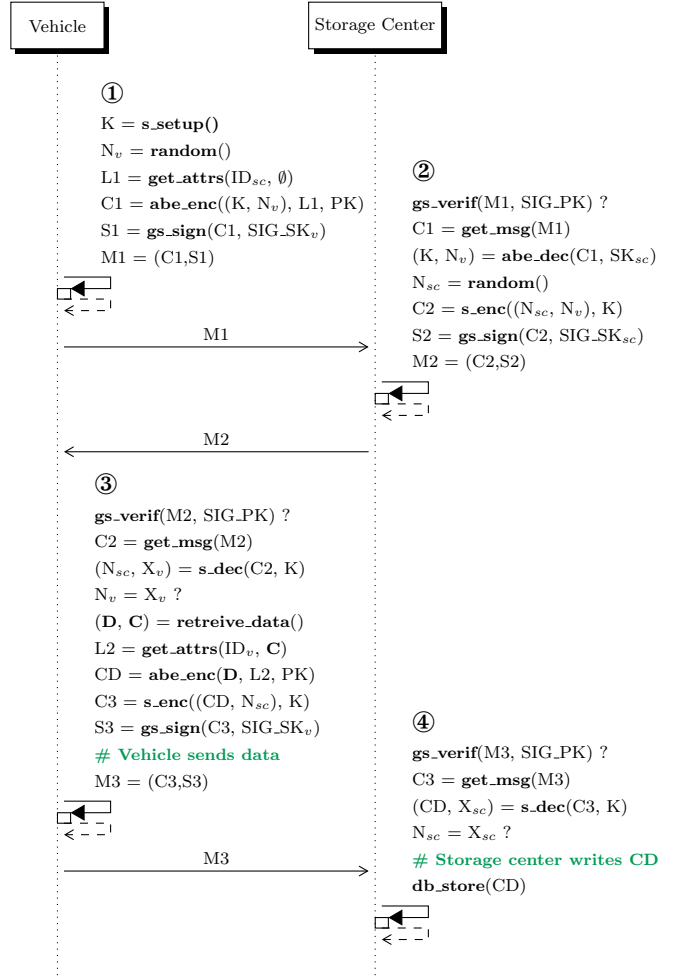 Vehicle
Storage Center
①
K = s_setup()
N_v = random()
L1 = get_attrs(ID_sc, ∅)
C1 = abe_enc((K, N_v), L1, PK)
S1 = gs_sign(C1, SIG_SK_v)
M1 = (C1,S1)
M1
②
gs_verif(M1, SIG_PK) ?
C1 = get_msg(M1)
(K, N_v) = abe_dec(C1, SK_sc)
N_sc = random()
C2 = s_enc((N_sc, N_v), K)
S2 = gs_sign(C2, SIG_SK_sc)
M2 = (C2,S2)
M2
③
gs_verif(M2, SIG_PK) ?
C2 = get_msg(M2)
(N_sc, X_v) = s_dec(C2, K)
N_v = X_v ?
(D, C) = retreive_data()
L2 = get_attrs(ID_v, C)
CD = abe_enc(D, L2, PK)
C3 = s_enc((CD, N_sc), K)
S3 = gs_sign(C3, SIG_SK_v)
# Vehicle sends data
M3 = (C3,S3)
M3
④
gs_verif(M3, SIG_PK) ?
C3 = get_msg(M3)
(CD, X_sc) = s_dec(C3, K)
N_sc = X_sc ?
# Storage center writes CD
db_store(CD)